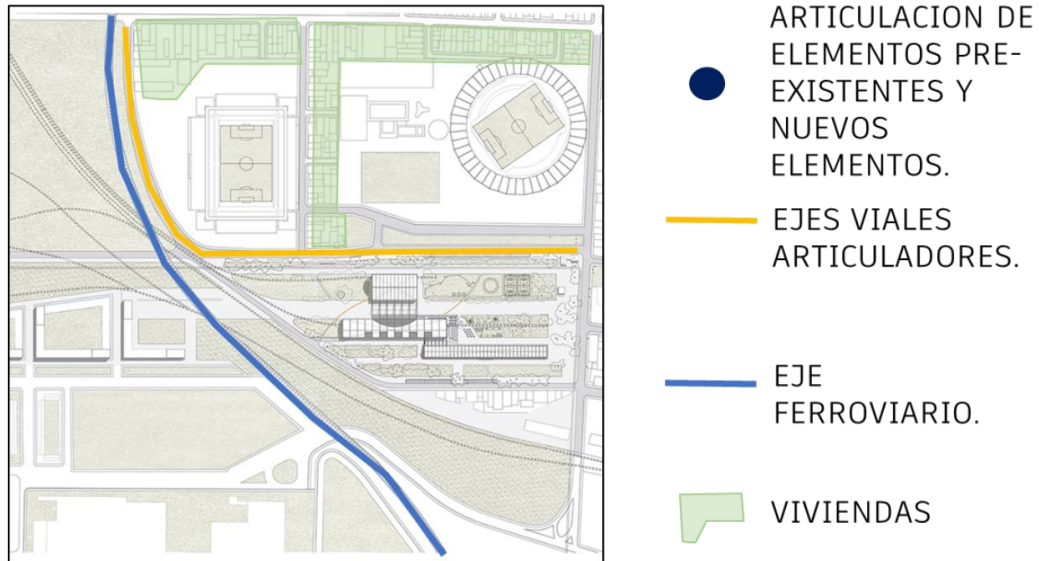 ARTICULACION DE
ELEMENTOS PRE-
EXISTENTES Y
NUEVOS
ELEMENTOS.
EJES VIALES
ARTICULADORES.
EJE
FERROVIARIO.
VIVIENDAS